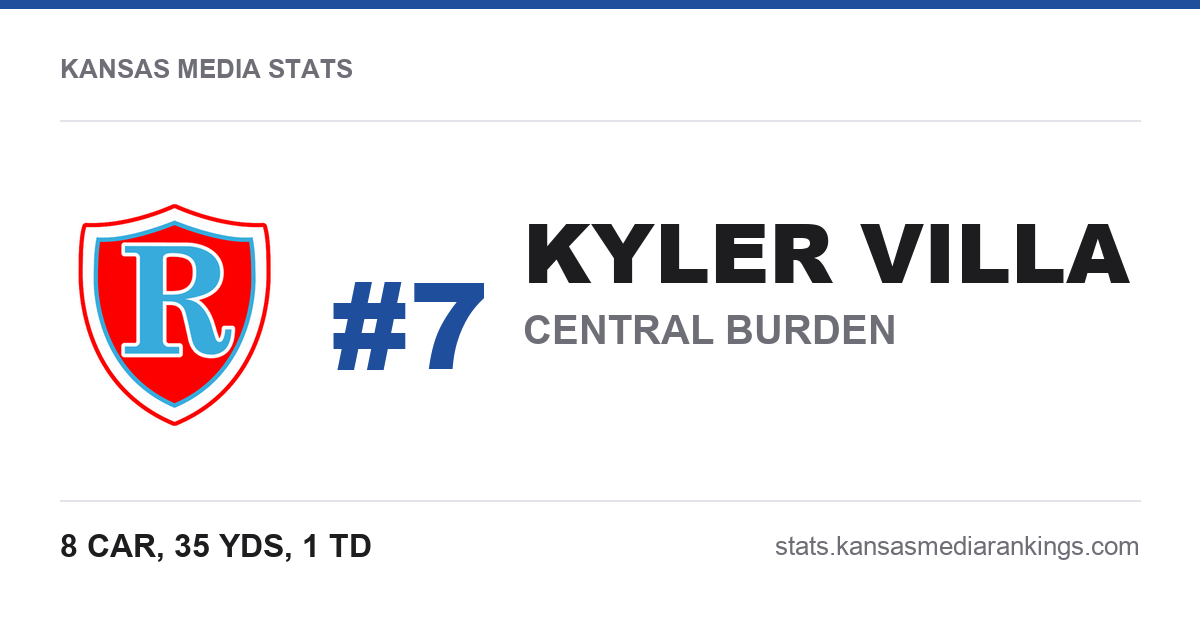 KANSAS MEDIA STATS
R
#7
KYLER VILLA
CENTRAL BURDEN
8 CAR, 35 YDS, 1 TD
stats.kansasmediarankings.com